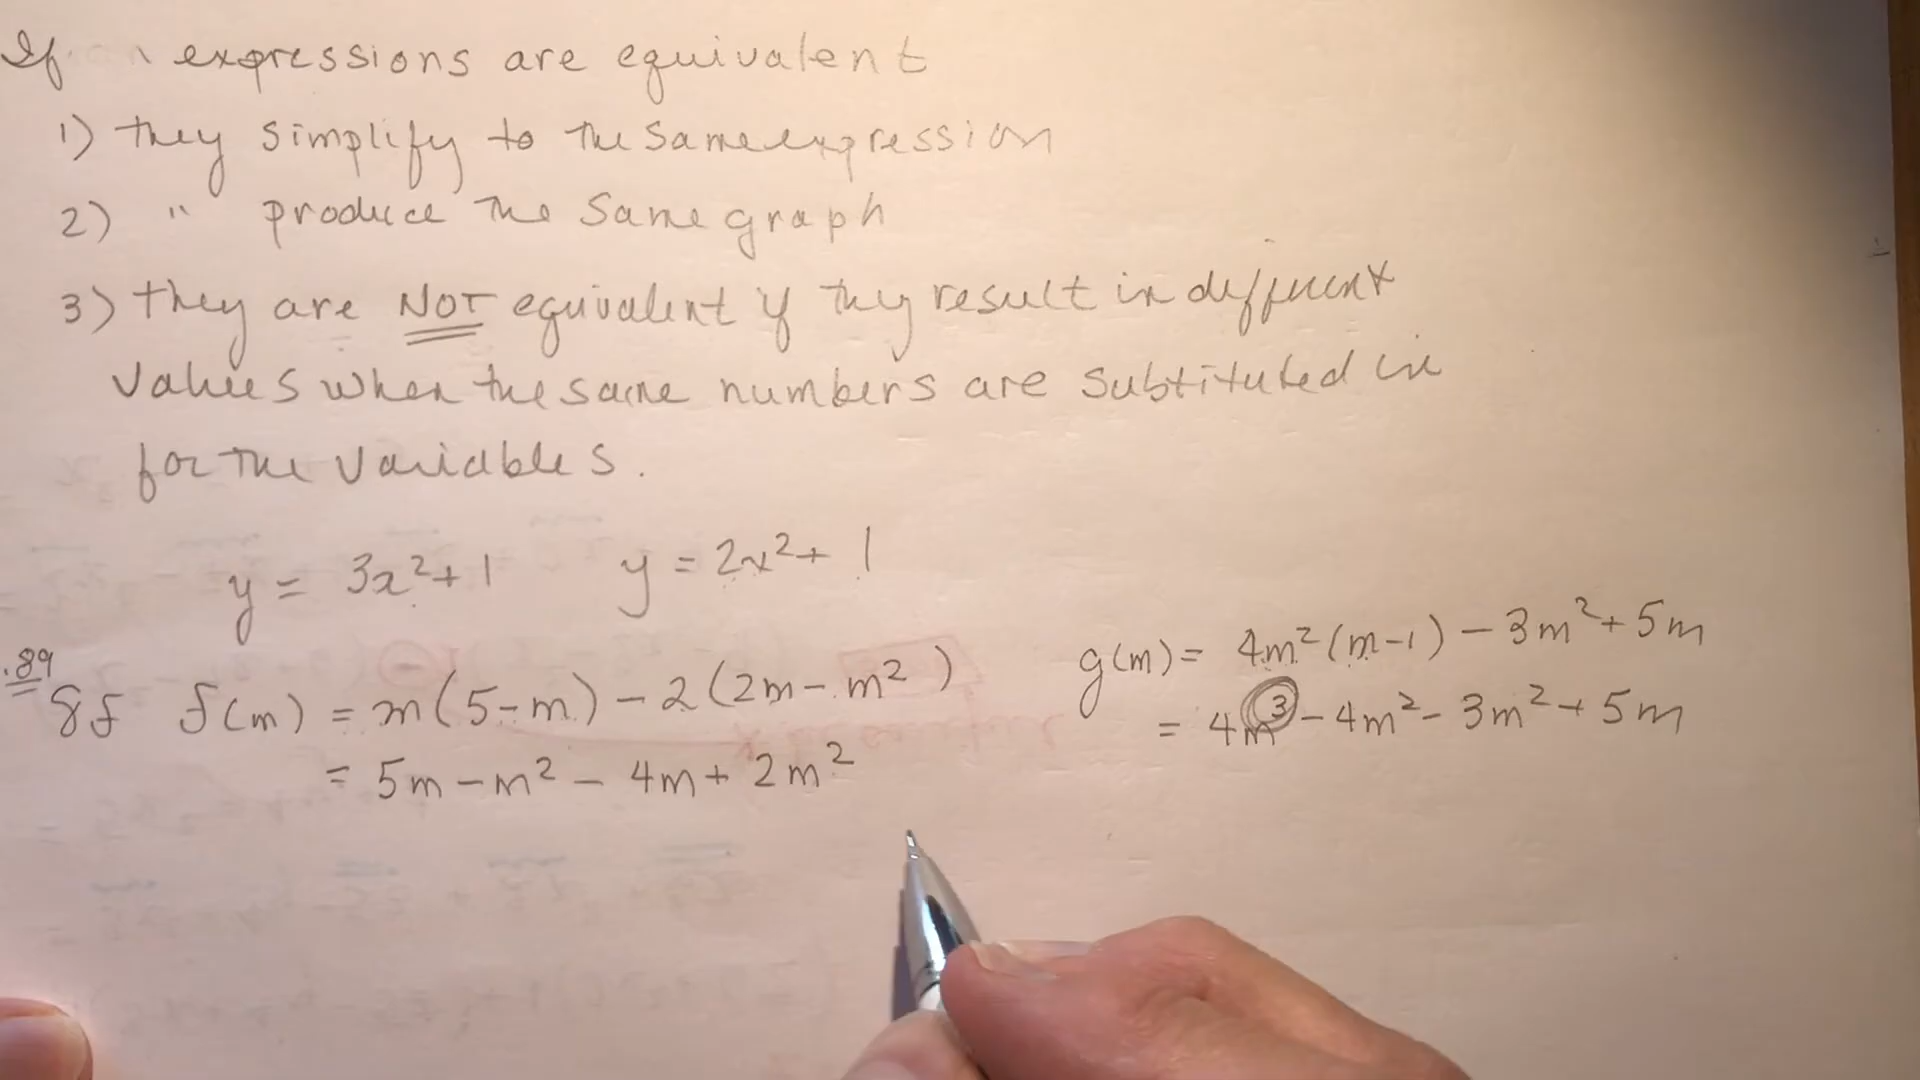 If expressions are equivalent
1) they simplify to the same expression
2) " produce the same graph
3) they are NOT equivalent if they result in different
values when the same numbers are substituted in
for the variables.
y = 3x²+1 y = 2x²+1
.89
8f f(m) = m(5-m) - 2(2m-m²)
= 5m - m² - 4m + 2m²
g(m) = 4m²(m-1) - 3m² + 5m
= 4m³ - 4m² - 3m² + 5m